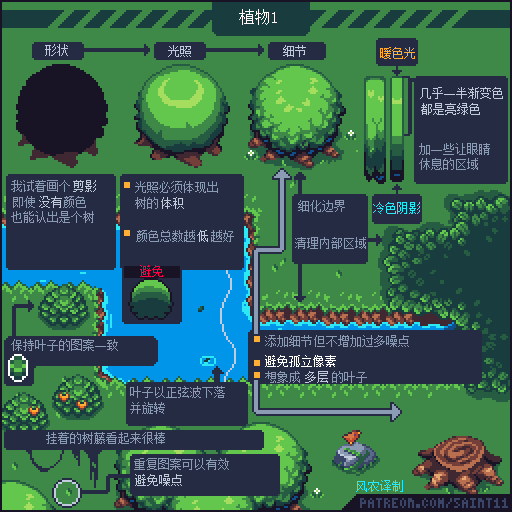 植物1
形状
光照
细节
暖色光
几乎一半渐变色
都是亮绿色
加一些让眼睛
休息的区域
冷色阴影
我试着画个 剪影
即使 没有颜色
也能认出是个树
光照必须体现出
树的体积
颜色总数越 低 越好
避免
细化边界
清理内部区域
保持叶子的图案一致
添加细节但不增加过多噪点
避免孤立像素
想象成 多层 的叶子
叶子以正弦波下落
并旋转
挂着的树藤看起来很棒
重复图案可以有效
避免噪点
风农译制
PATREON.COM/SAINT11